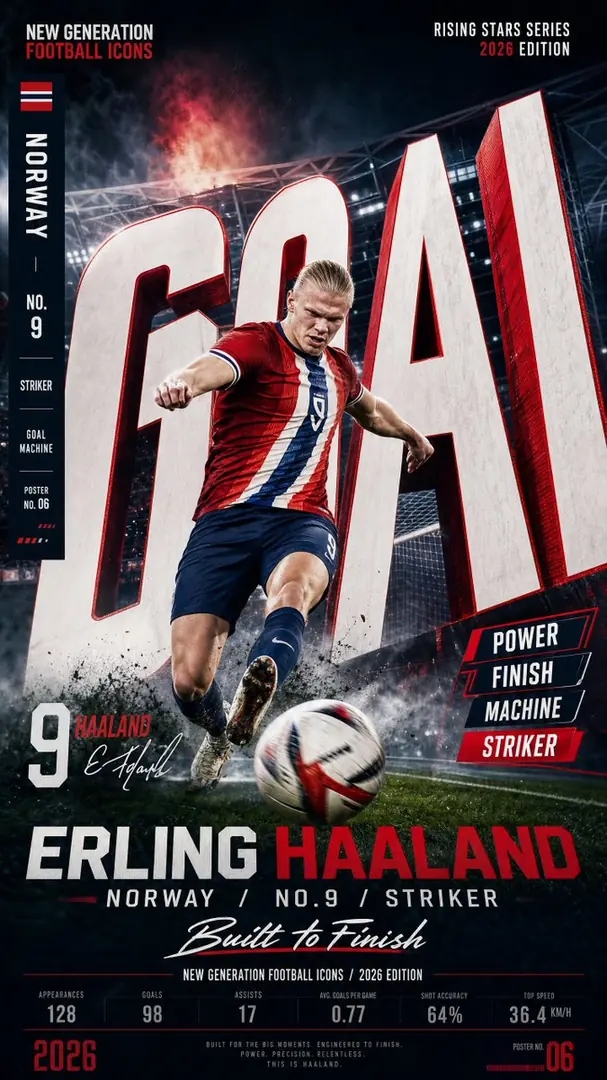 NEW GENERATION
FOOTBALL ICONS
RISING STARS SERIES
2026 EDITION
NORWAY
NO.
9
STRIKER
GOAL
MACHINE
POSTER
NO. 06
GOAL
9
9
POWER
FINISH
MACHINE
STRIKER
9 HAALAND
ERLING HAALAND
NORWAY / NO.9 / STRIKER
Built to Finish
NEW GENERATION FOOTBALL ICONS / 2026 EDITION
APPEARANCES
128
GOALS
98
ASSISTS
17
AVG. GOALS PER GAME
0.77
SHOT ACCURACY
64%
TOP SPEED
36.4 KM/H
2026
BUILT FOR THE BIG MOMENTS. ENGINEERED TO FINISH.
POWER. PRECISION. RELENTLESS.
THIS IS HAALAND.
POSTER NO. 06